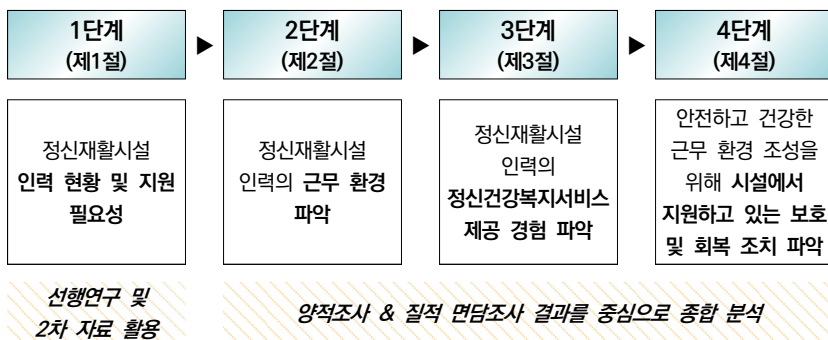 1단계
(제1절)
▶
2단계
(제2절)
▶
3단계
(제3절)
▶
4단계
(제4절)
정신재활시설
인력 현황 및 지원
필요성
정신재활시설
인력의 근무 환경
파악
정신재활시설
인력의
정신건강복지서비스
제공 경험 파악
안전하고 건강한
근무 환경 조성을
위해 시설에서
지원하고 있는 보호
및 회복 조치 파악
선행연구 및
2차 자료 활용
양적조사 & 질적 면담조사 결과를 중심으로 종합 분석